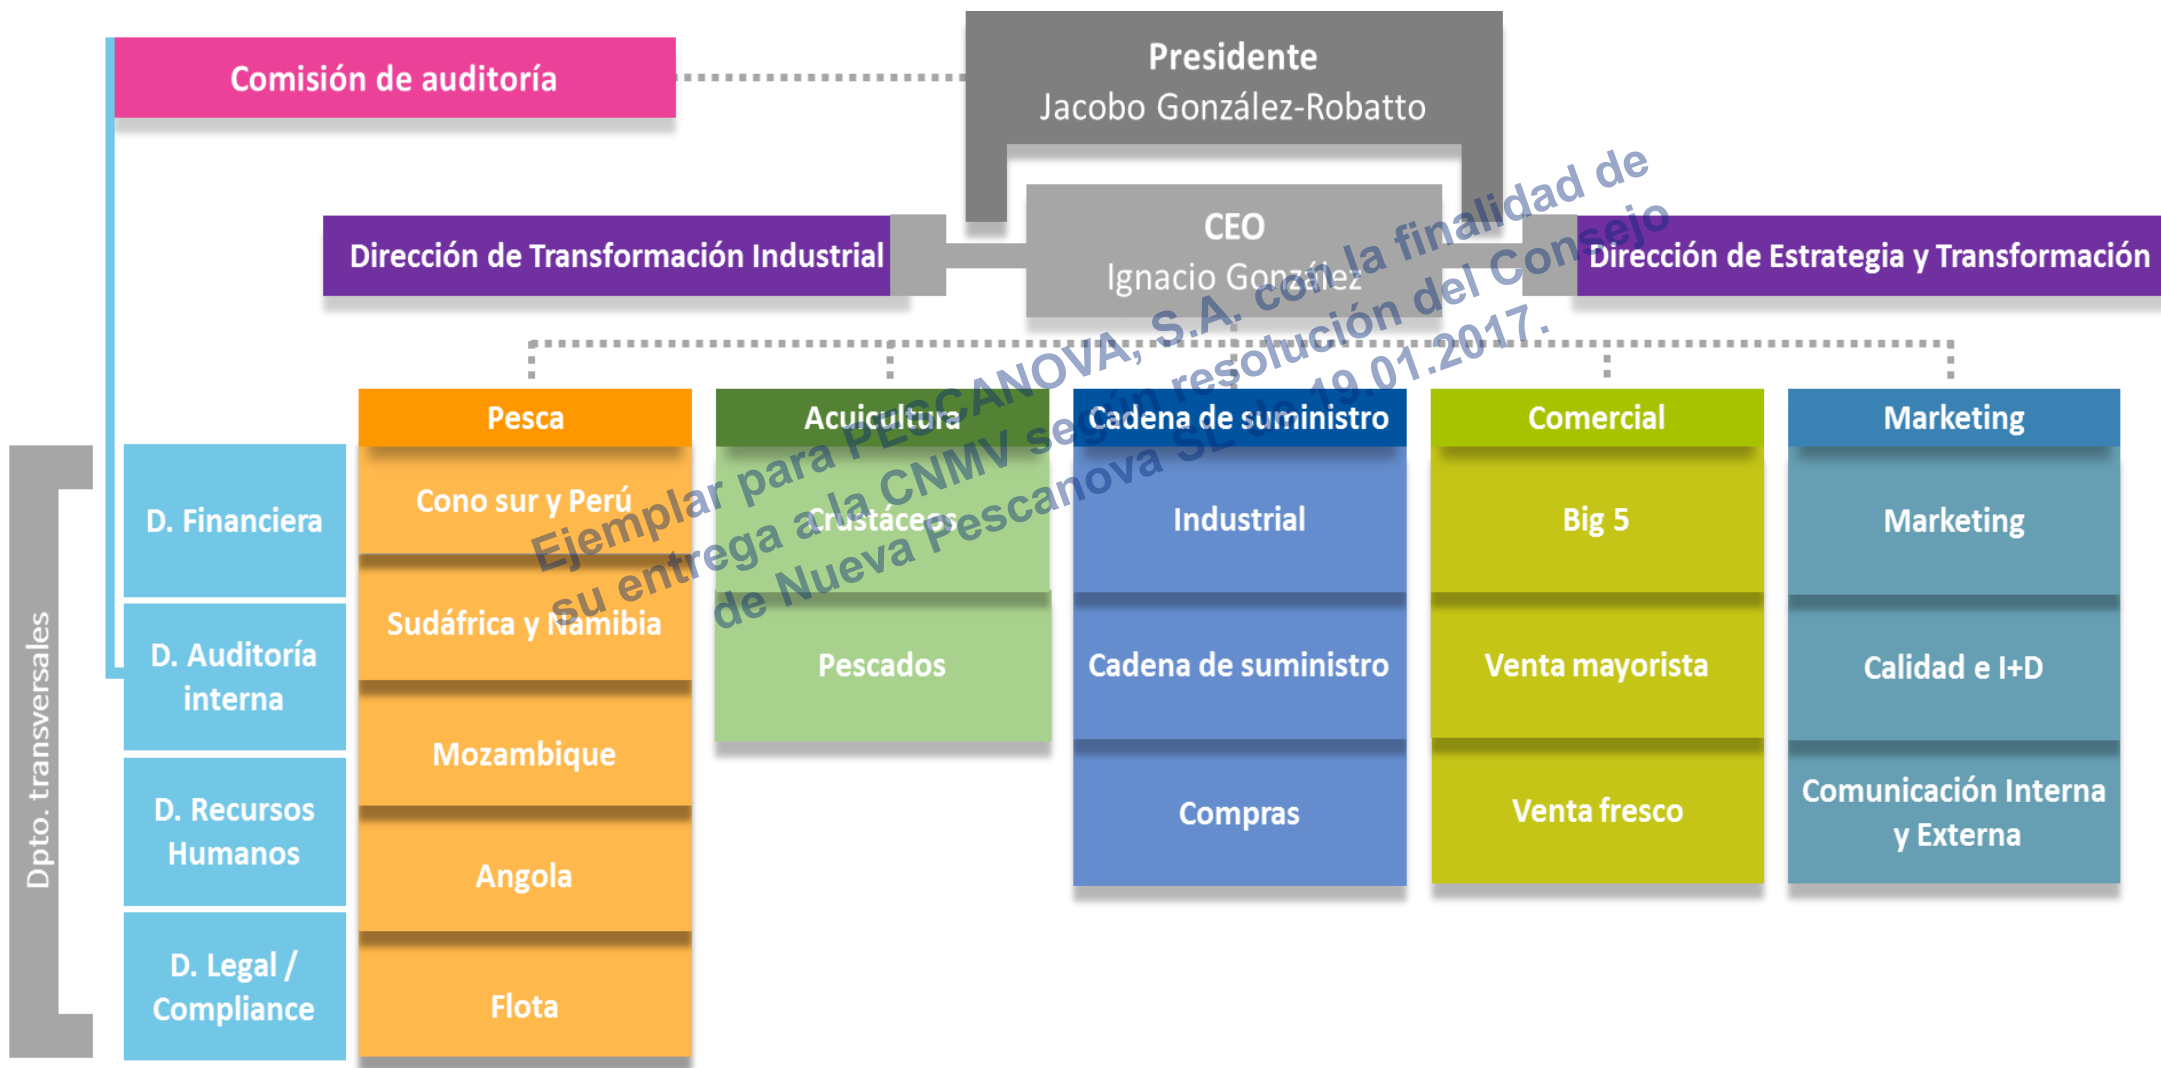 Comisión de auditoría
Presidente
Jacobo González-Robatto
Dirección de Transformación Industrial
CEO
Ignacio González
Dirección de Estrategia y Transformación
Ejemplar para PESCANOVA, S.A. con la finalidad de
su entrega a la CNMV según resolución del Consejo
de Nueva Pescanova SL de 19.01.2017.
Dpto. transversales
D. Financiera
D. Auditoría
interna
D. Recursos
Humanos
D. Legal /
Compliance
Pesca
Cono sur y Perú
Sudáfrica y Namibia
Mozambique
Angola
Flota
Acuicultura
Crustáceos
Pescados
Cadena de suministro
Industrial
Cadena de suministro
Compras
Comercial
Big 5
Venta mayorista
Venta fresco
Marketing
Marketing
Calidad e I+D
Comunicación Interna
y Externa